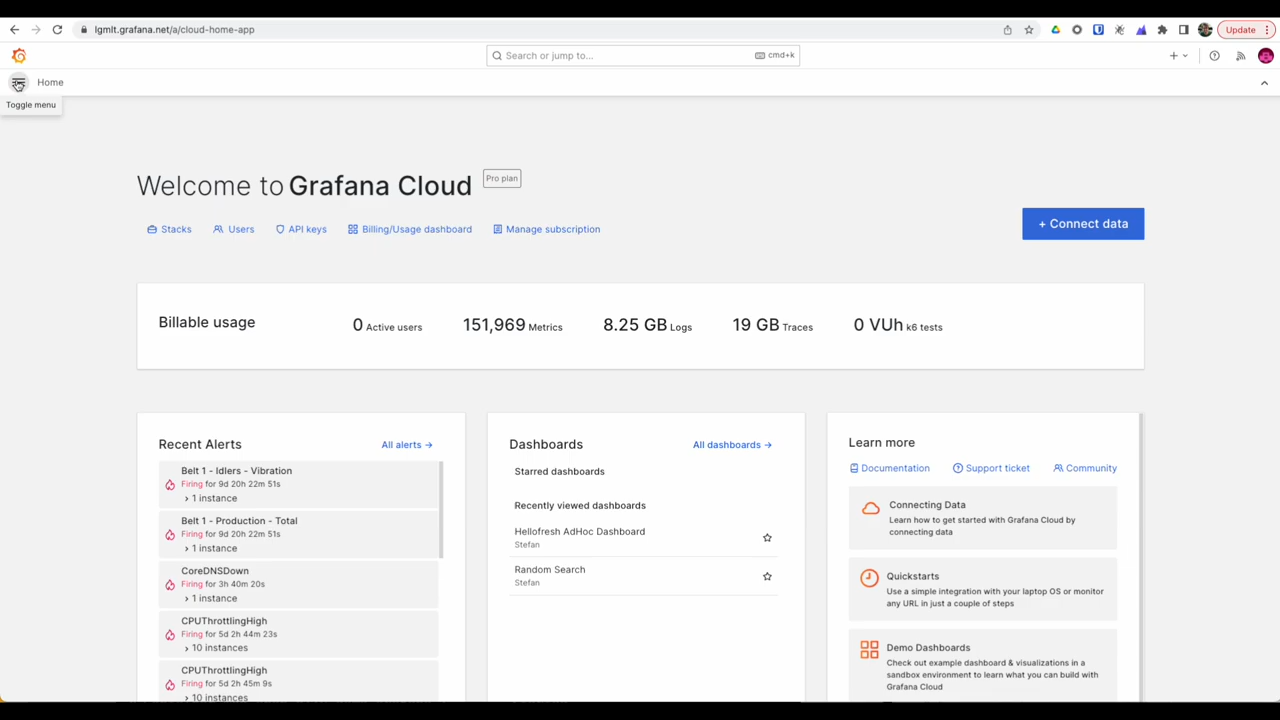 lgmlt.grafana.net/a/cloud-home-app
Update
Search or jump to...
cmd+k
Home
Toggle menu
Welcome to Grafana Cloud
Pro plan
Stacks
Users
API keys
Billing/Usage dashboard
Manage subscription
+ Connect data
Billable usage
0 Active users
151,969 Metrics
8.25 GB Logs
19 GB Traces
0 VUh k6 tests
Recent Alerts
All alerts →
Belt 1 - Idlers - Vibration
Firing for 9d 20h 22m 51s
> 1 instance
Belt 1 - Production - Total
Firing for 9d 20h 22m 51s
> 1 instance
CoreDNSDown
Firing for 3h 40m 20s
> 1 instance
CPUThrottlingHigh
Firing for 5d 2h 44m 23s
> 10 instances
CPUThrottlingHigh
Firing for 5d 2h 45m 9s
> 10 instances
Dashboards
All dashboards →
Starred dashboards
Recently viewed dashboards
Hellofresh AdHoc Dashboard
Stefan
Random Search
Stefan
Learn more
Documentation
Support ticket
Community
Connecting Data
Learn how to get started with Grafana Cloud by
connecting data
Quickstarts
Use a simple integration with your laptop OS or monitor
any URL in just a couple of steps
Demo Dashboards
Check out example dashboard & visualizations in a
sandbox environment to learn what you can build with
Grafana Cloud